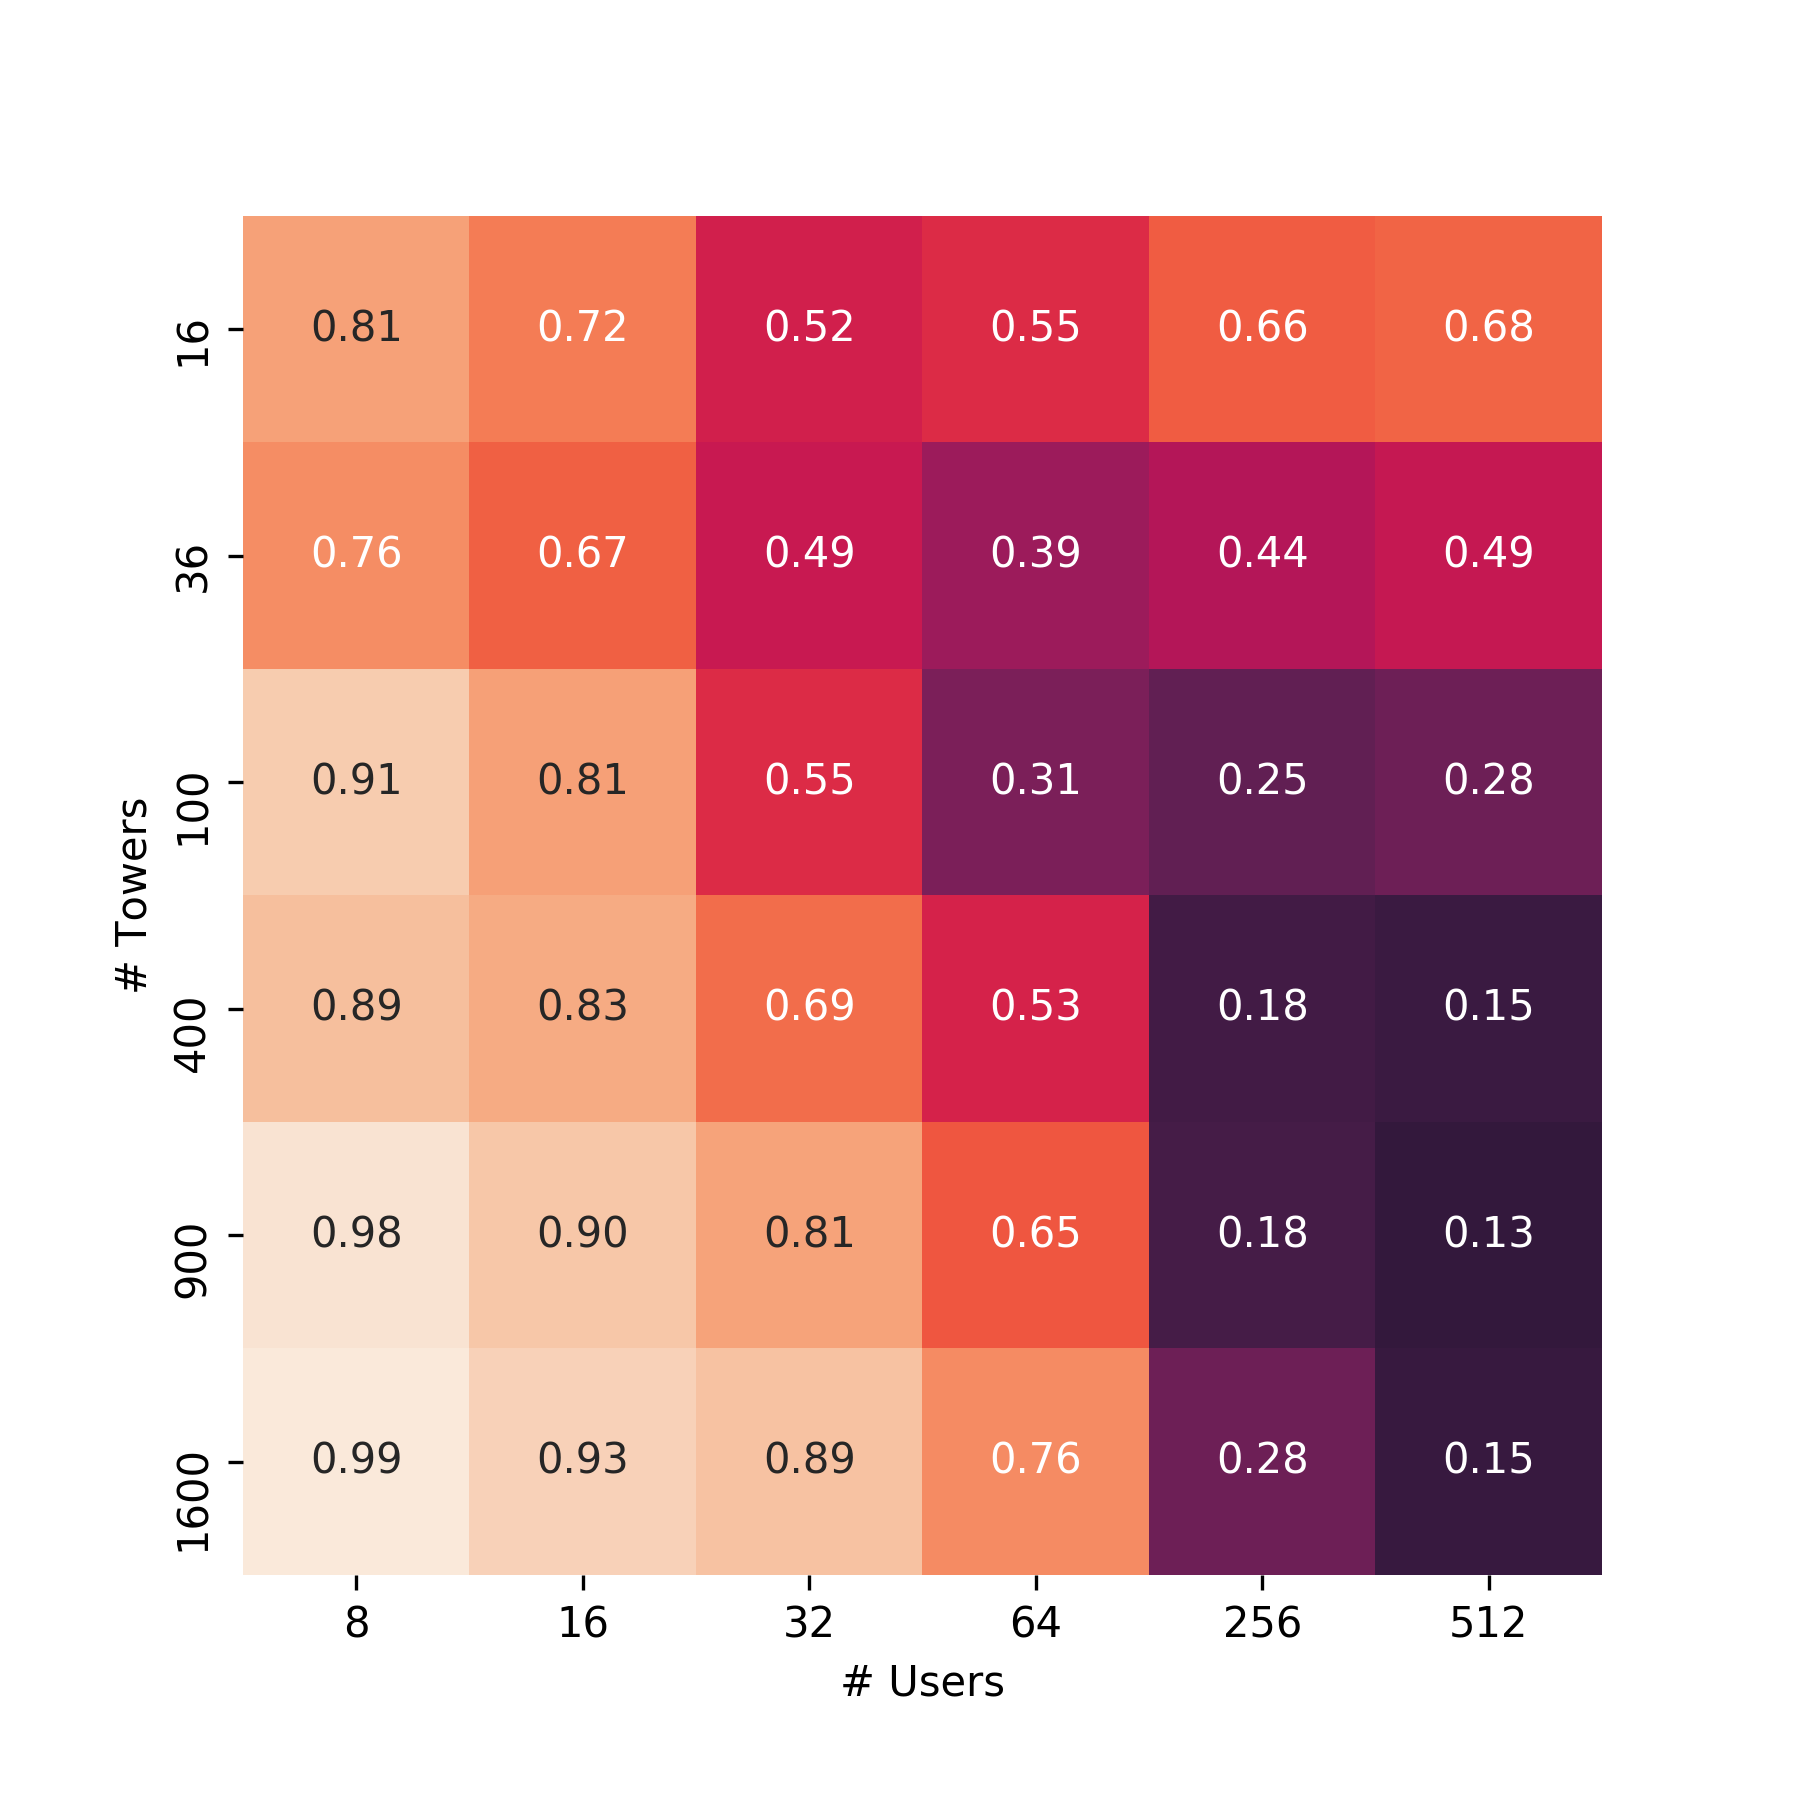 16 0.81 0.72 0.52 0.55 0.66 0.68
36 0.76 0.67 0.49 0.39 0.44 0.49
100 0.91 0.81 0.55 0.31 0.25 0.28
# Towers
400 0.89 0.83 0.69 0.53 0.18 0.15
900 0.98 0.90 0.81 0.65 0.18 0.13
1600 0.99 0.93 0.89 0.76 0.28 0.15
8 16 32 64 256 512
# Users